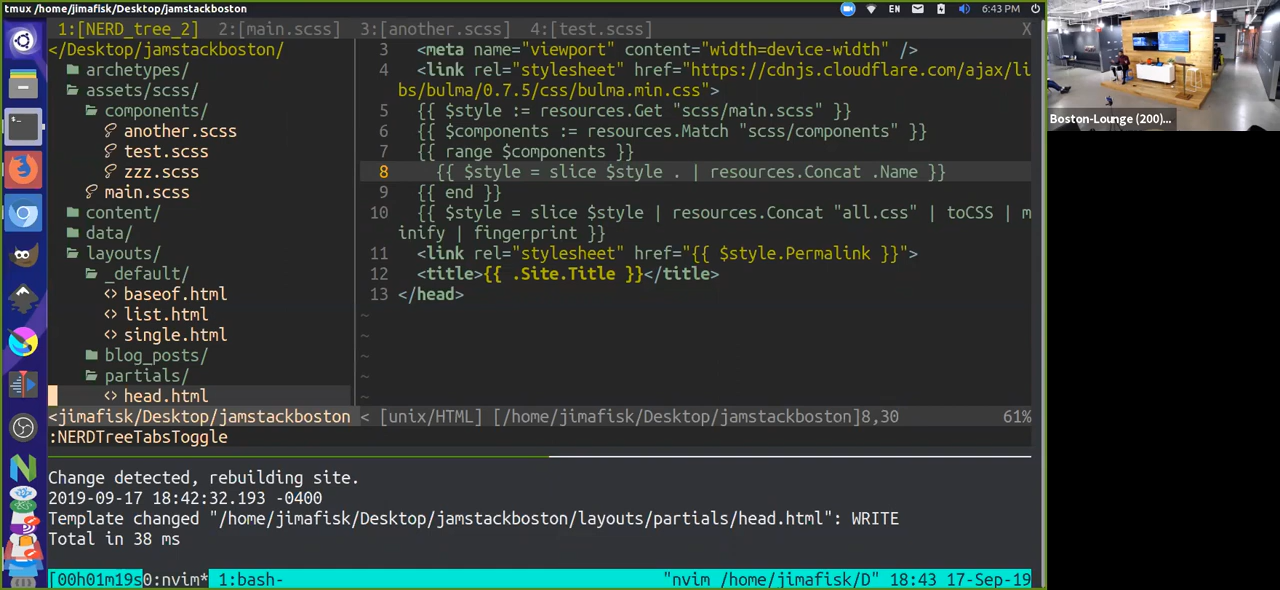 tmux /home/jimafisk/Desktop/jamstackboston
EN
6:43 PM
1:[NERD_tree_2] 2:[main.scss] 3:[another.scss] 4:[test.scss] X
</Desktop/jamstackboston/
archetypes/
assets/scss/
components/
another.scss
test.scss
zzz.scss
main.scss
content/
data/
layouts/
_default/
baseof.html
list.html
single.html
blog_posts/
partials/
head.html
3 <meta name="viewport" content="width=device-width" />
4 <link rel="stylesheet" href="https://cdnjs.cloudflare.com/ajax/li
bs/bulma/0.7.5/css/bulma.min.css">
5 {{ $style := resources.Get "scss/main.scss" }}
6 {{ $components := resources.Match "scss/components" }}
7 {{ range $components }}
8 {{ $style = slice $style . | resources.Concat .Name }}
9 {{ end }}
10 {{ $style = slice $style | resources.Concat "all.css" | toCSS | m
inify | fingerprint }}
11 <link rel="stylesheet" href="{{ $style.Permalink }}">
12 <title>{{ .Site.Title }}</title>
13 </head>
~
~
~
~
~
<jimafisk/Desktop/jamstackboston < [unix/HTML] [/home/jimafisk/Desktop/jamstackboston]8,30 61%
:NERDTreeTabsToggle
Change detected, rebuilding site.
2019-09-17 18:42:32.193 -0400
Template changed "/home/jimafisk/Desktop/jamstackboston/layouts/partials/head.html": WRITE
Total in 38 ms
[00h01m19s0:nvim* 1:bash- "nvim /home/jimafisk/D" 18:43 17-Sep-19
Boston-Lounge (200)...